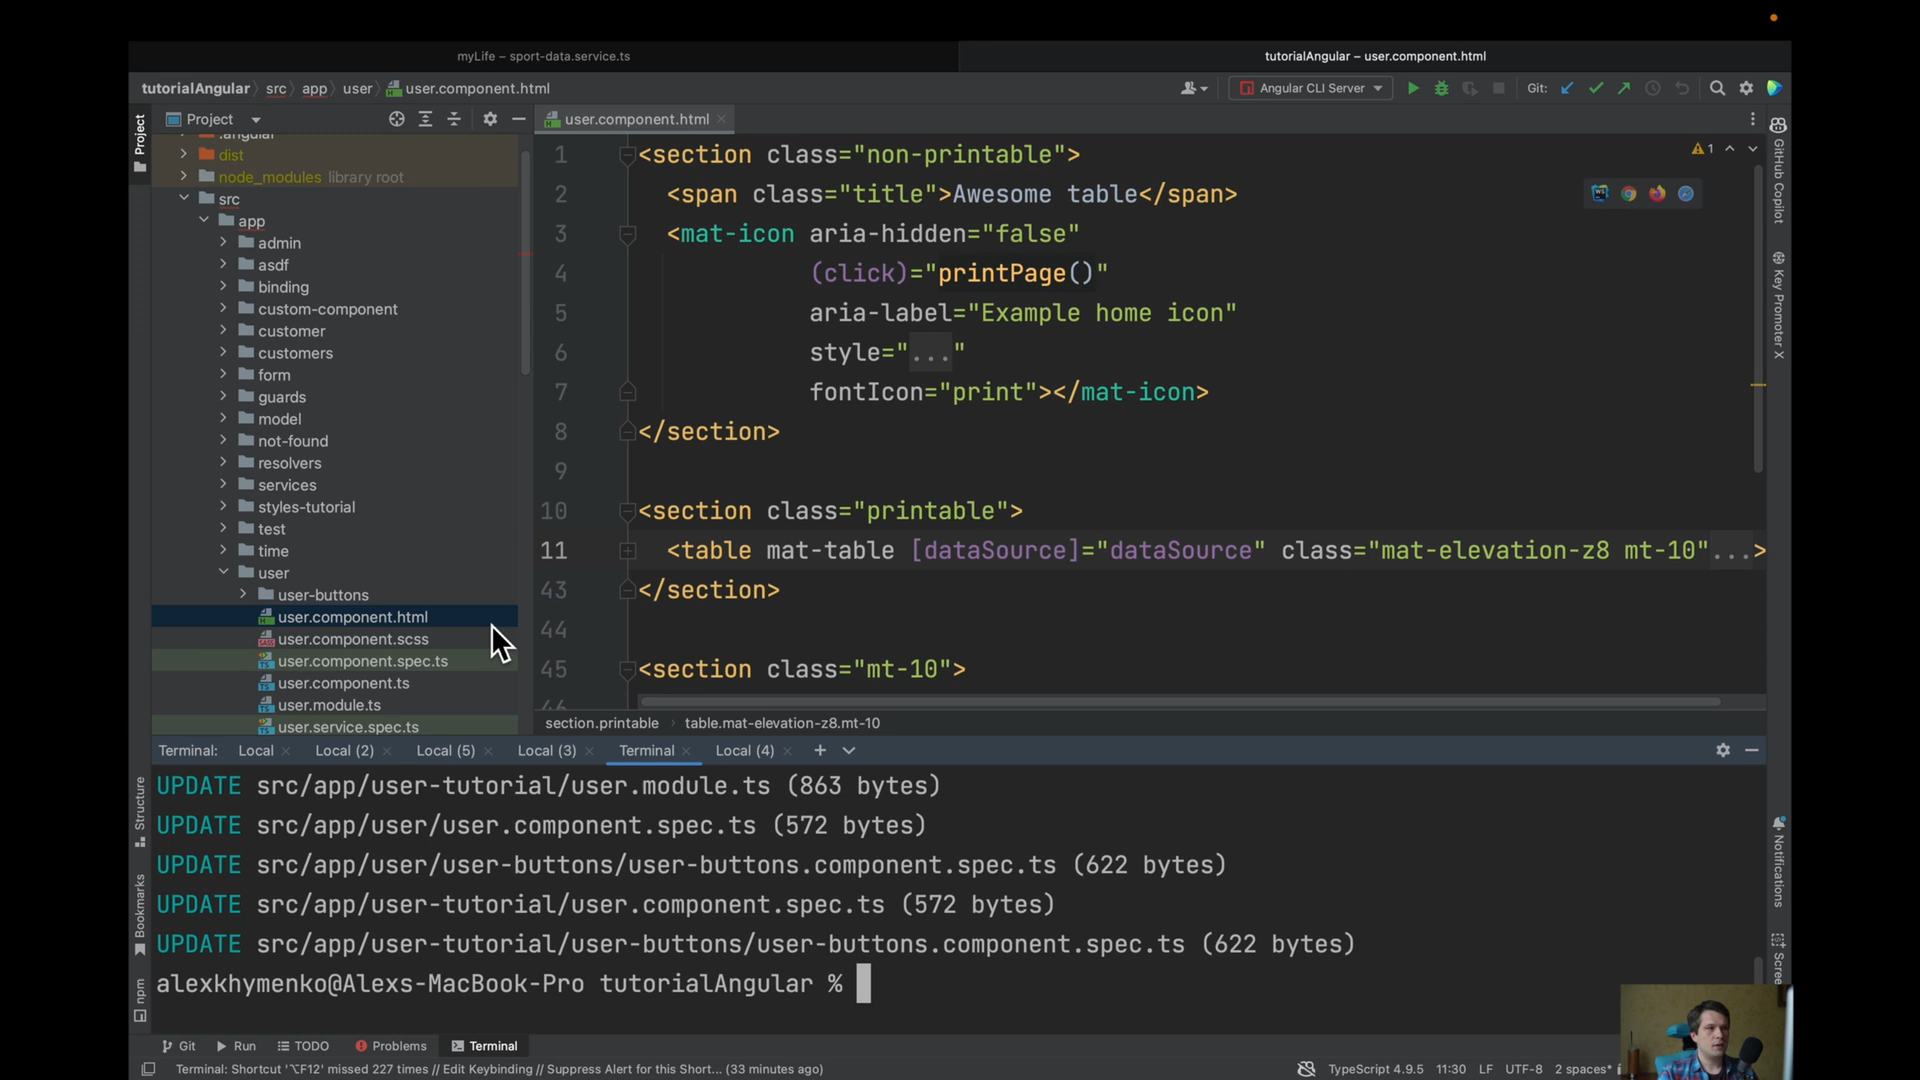 myLife – sport-data.service.ts
tutorialAngular – user.component.html
tutorialAngular src app user user.component.html
Angular CLI Server
Git:
Project
Project
user.component.html
.angular
dist
node_modules library root
src
app
admin
asdf
binding
custom-component
customer
customers
form
guards
model
not-found
resolvers
services
styles-tutorial
test
time
user
user-buttons
user.component.html
user.component.scss
user.component.spec.ts
user.component.ts
user.module.ts
user.service.spec.ts
1 <section class="non-printable">
2 <span class="title">Awesome table</span>
3 <mat-icon aria-hidden="false"
4 (click)="printPage()"
5 aria-label="Example home icon"
6 style="..."
7 fontIcon="print"></mat-icon>
8 </section>
9
10 <section class="printable">
11 <table mat-table [dataSource]="dataSource" class="mat-elevation-z8 mt-10"...>
43 </section>
44
45 <section class="mt-10">
46
1
section.printable table.mat-elevation-z8.mt-10
GitHub Copilot
Key Promoter X
Notifications
Structure
Bookmarks
npm
Terminal: Local Local (2) Local (5) Local (3) Terminal Local (4)
UPDATE src/app/user-tutorial/user.module.ts (863 bytes)
UPDATE src/app/user/user.component.spec.ts (572 bytes)
UPDATE src/app/user/user-buttons/user-buttons.component.spec.ts (622 bytes)
UPDATE src/app/user-tutorial/user.component.spec.ts (572 bytes)
UPDATE src/app/user-tutorial/user-buttons/user-buttons.component.spec.ts (622 bytes)
alexkhymenko@Alexs-MacBook-Pro tutorialAngular %
Git Run TODO Problems Terminal
Terminal: Shortcut '⌥F12' missed 227 times // Edit Keybinding // Suppress Alert for this Short... (33 minutes ago)
TypeScript 4.9.5 11:30 LF UTF-8 2 spaces*